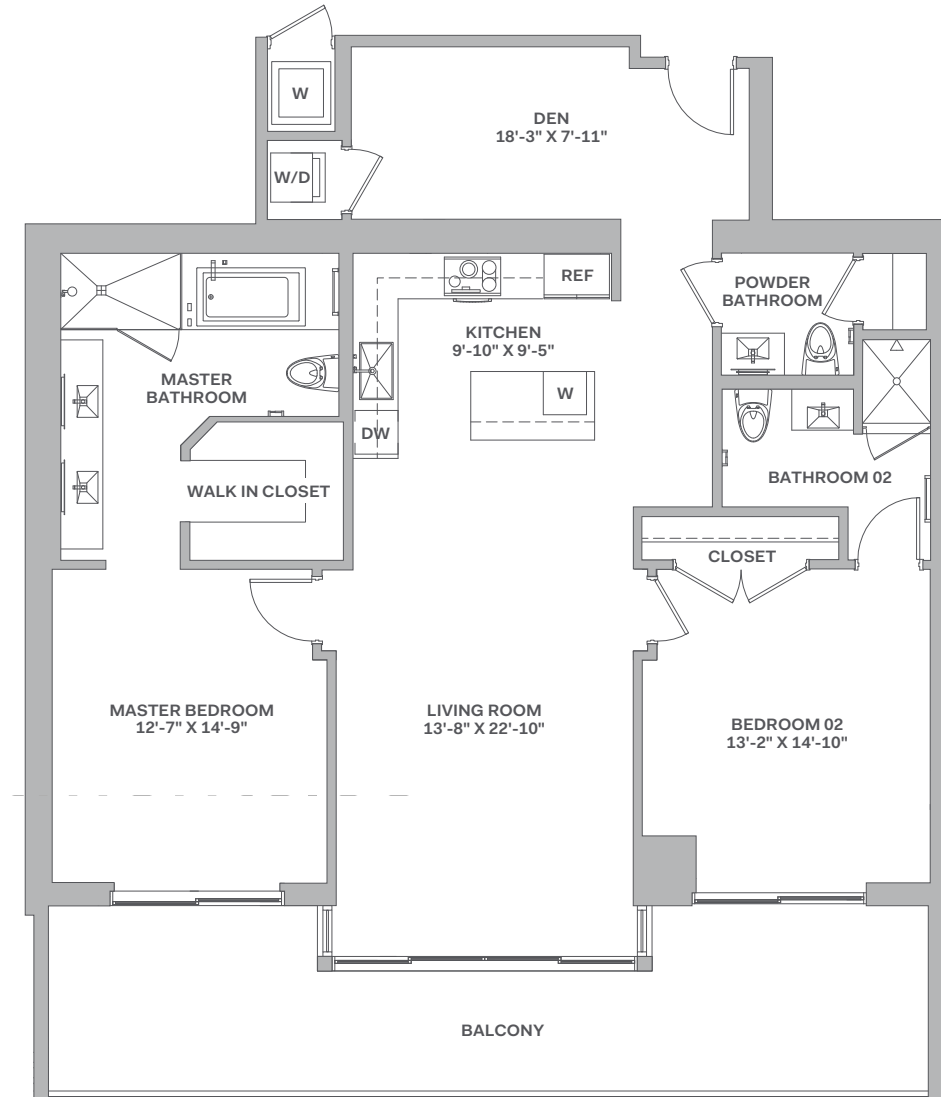 W
DEN
18'-3" X 7'-11"
W/D
REF
POWDER
BATHROOM
KITCHEN
9'-10" X 9'-5"
MASTER
BATHROOM
W
DW
WALK IN CLOSET
BATHROOM 02
CLOSET
MASTER BEDROOM
12'-7" X 14'-9"
LIVING ROOM
13'-8" X 22'-10"
BEDROOM 02
13'-2" X 14'-10"
BALCONY